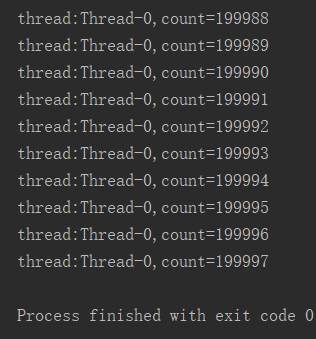 thread:Thread-0,count=199988
thread:Thread-0,count=199989
thread:Thread-0,count=199990
thread:Thread-0,count=199991
thread:Thread-0,count=199992
thread:Thread-0,count=199993
thread:Thread-0,count=199994
thread:Thread-0,count=199995
thread:Thread-0,count=199996
thread:Thread-0,count=199997
Process finished with exit code 0